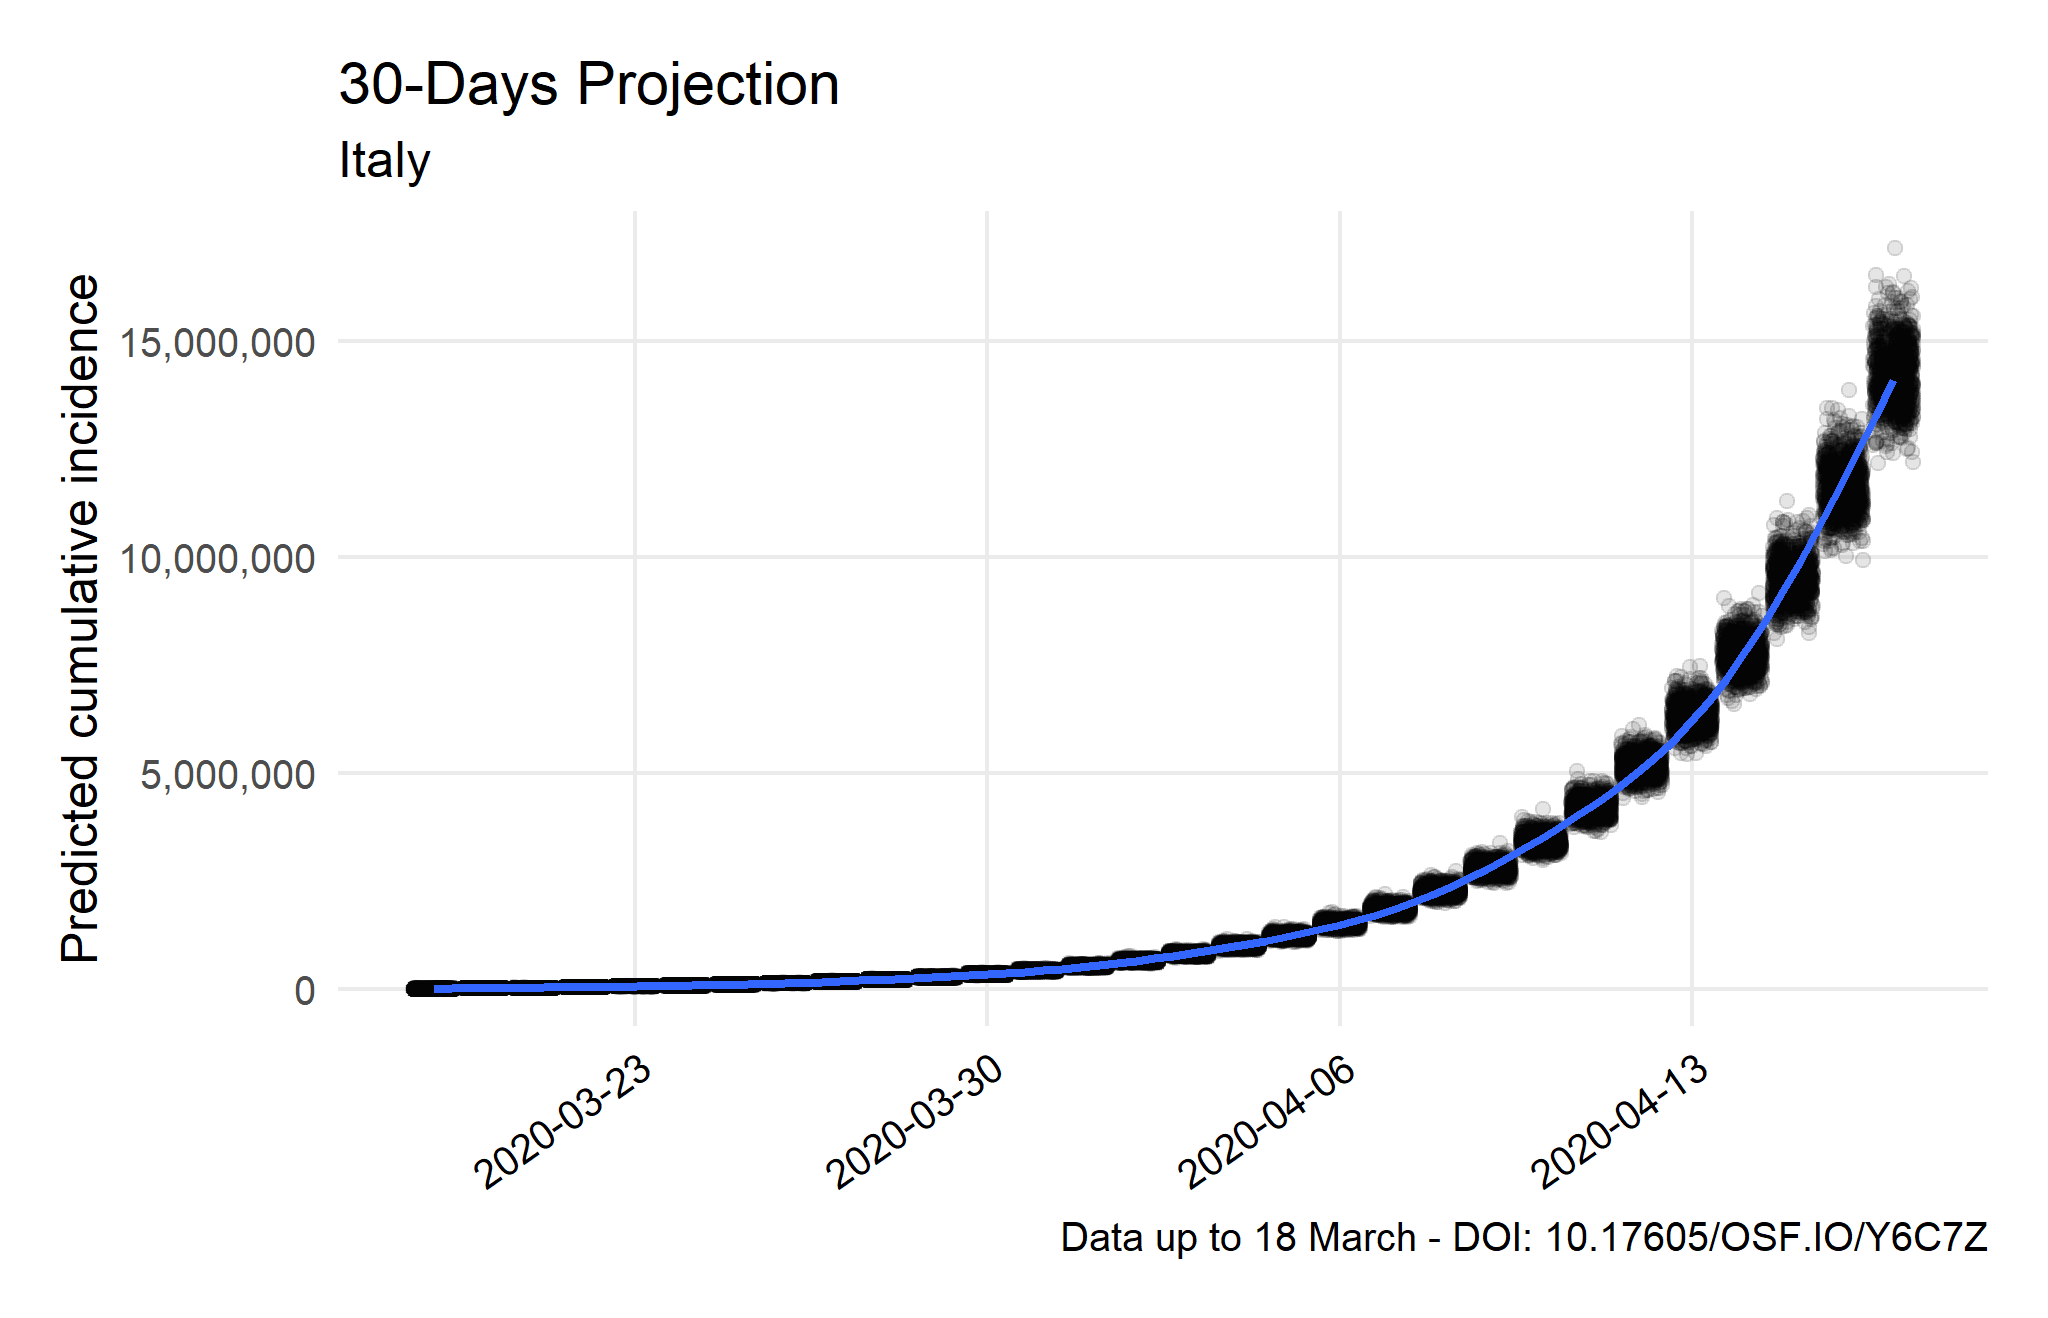 30-Days Projection
Italy
Predicted cumulative incidence
15,000,000
10,000,000
5,000,000
0
2020-03-23
2020-03-30
2020-04-06
2020-04-13
Data up to 18 March - DOI: 10.17605/OSF.IO/Y6C7Z